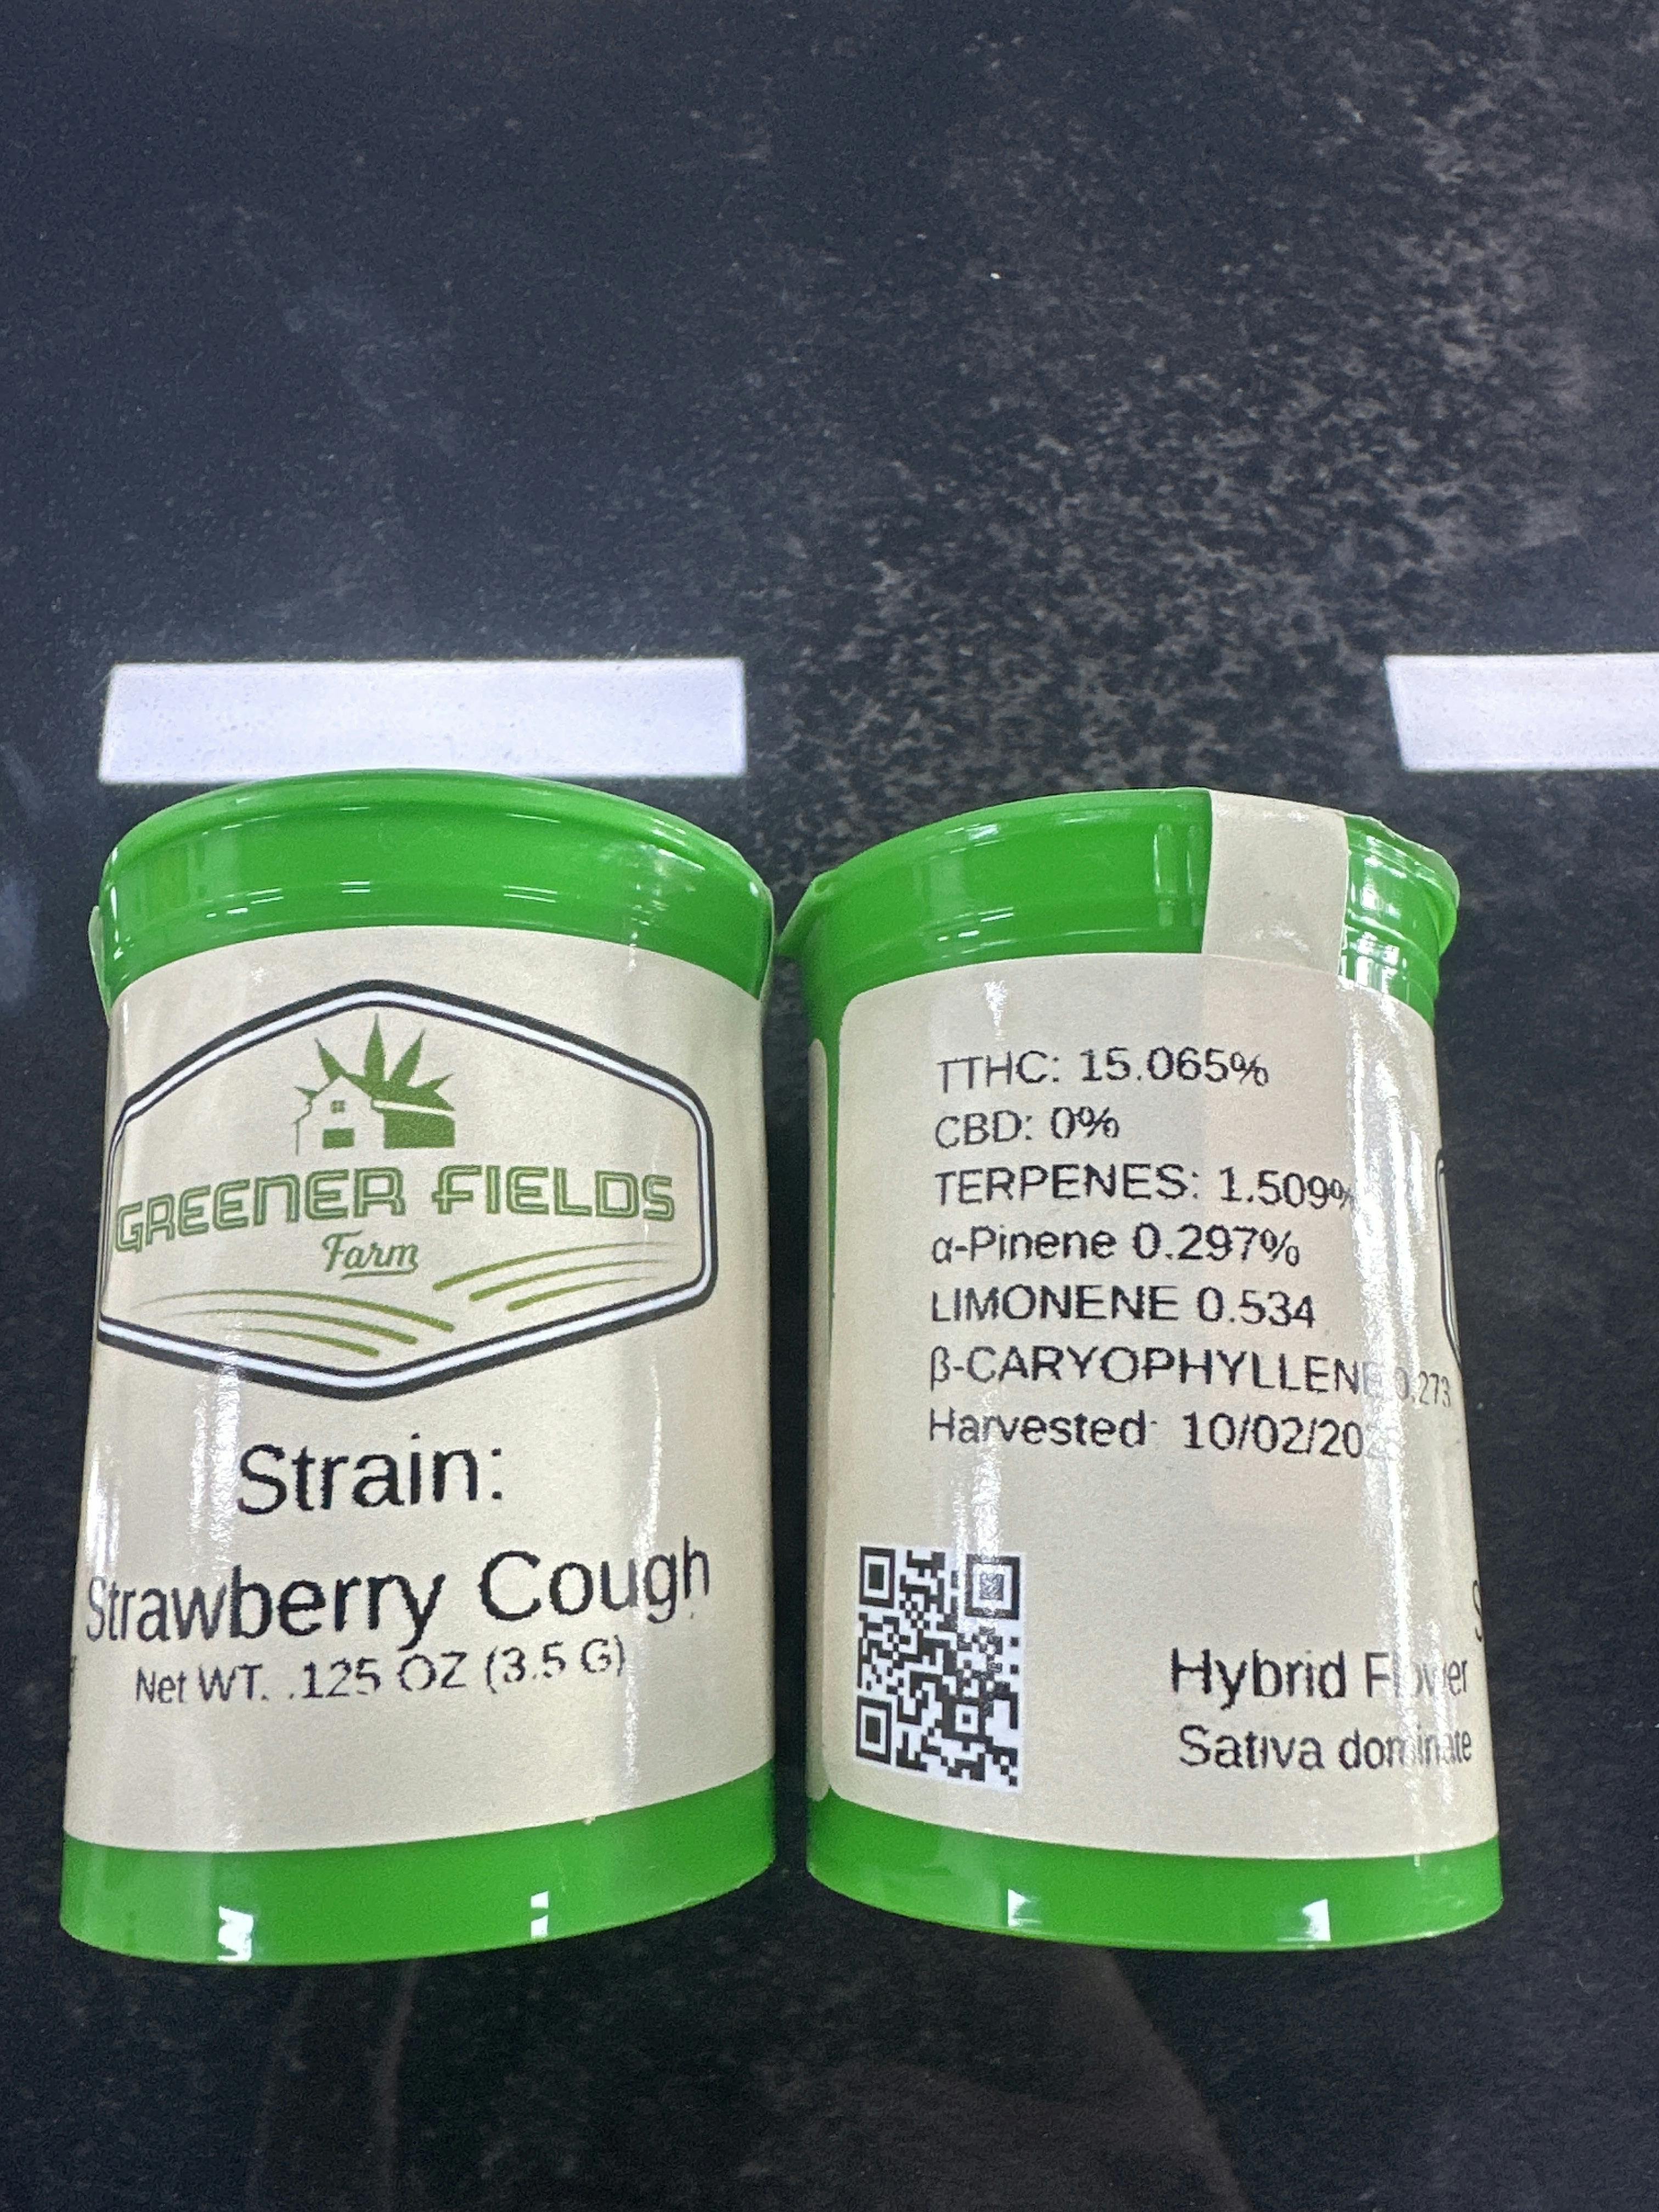 GREENER FIELDS
Farm
Strain:
Strawberry Cough
Net WT. .125 OZ (3.5 G)
TTHC: 15.065%
CBD: 0%
TERPENES: 1.509%
α-Pinene 0.297%
LIMONENE 0.534
β-CARYOPHYLLENE 0.273
Harvested
Hybrid Flower
Sativa dominate